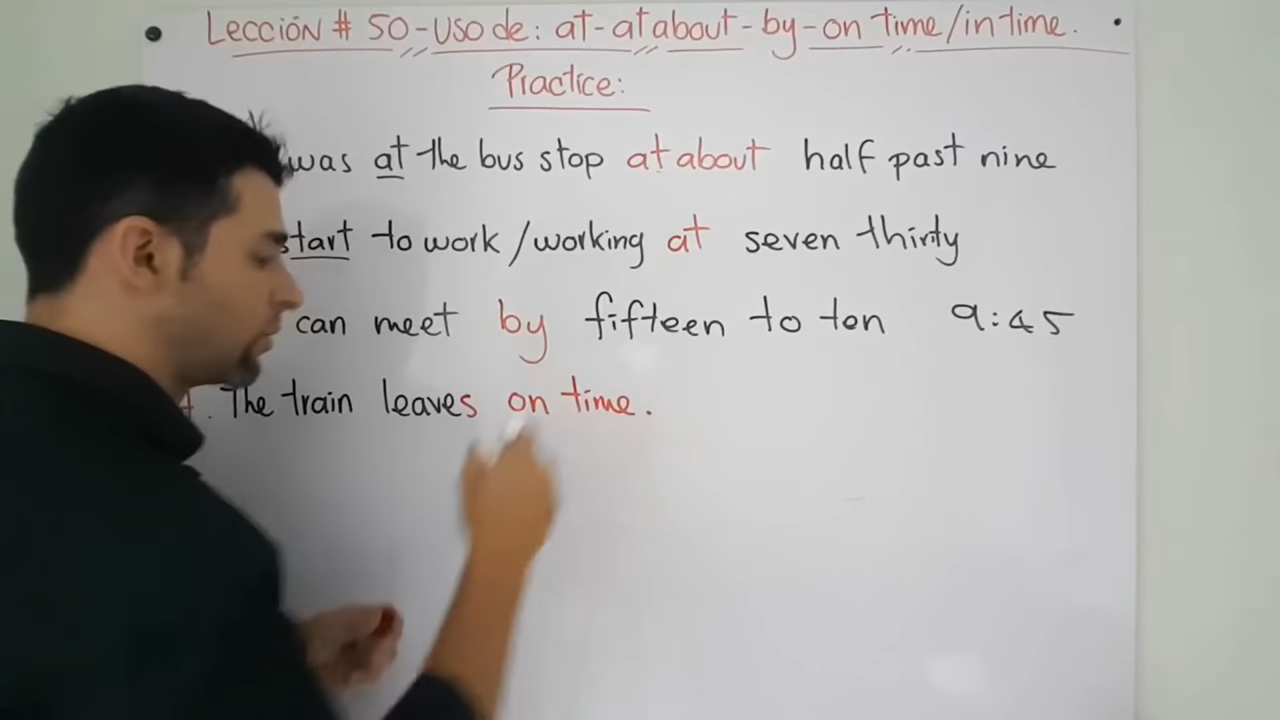 Lección # 50-Uso de: at-at about-by-on time/in time.
Practice:
was at the bus stop at about half past nine
start to work/working at seven thirty
can meet by fifteen to ten 9:45
. The train leaves on time.